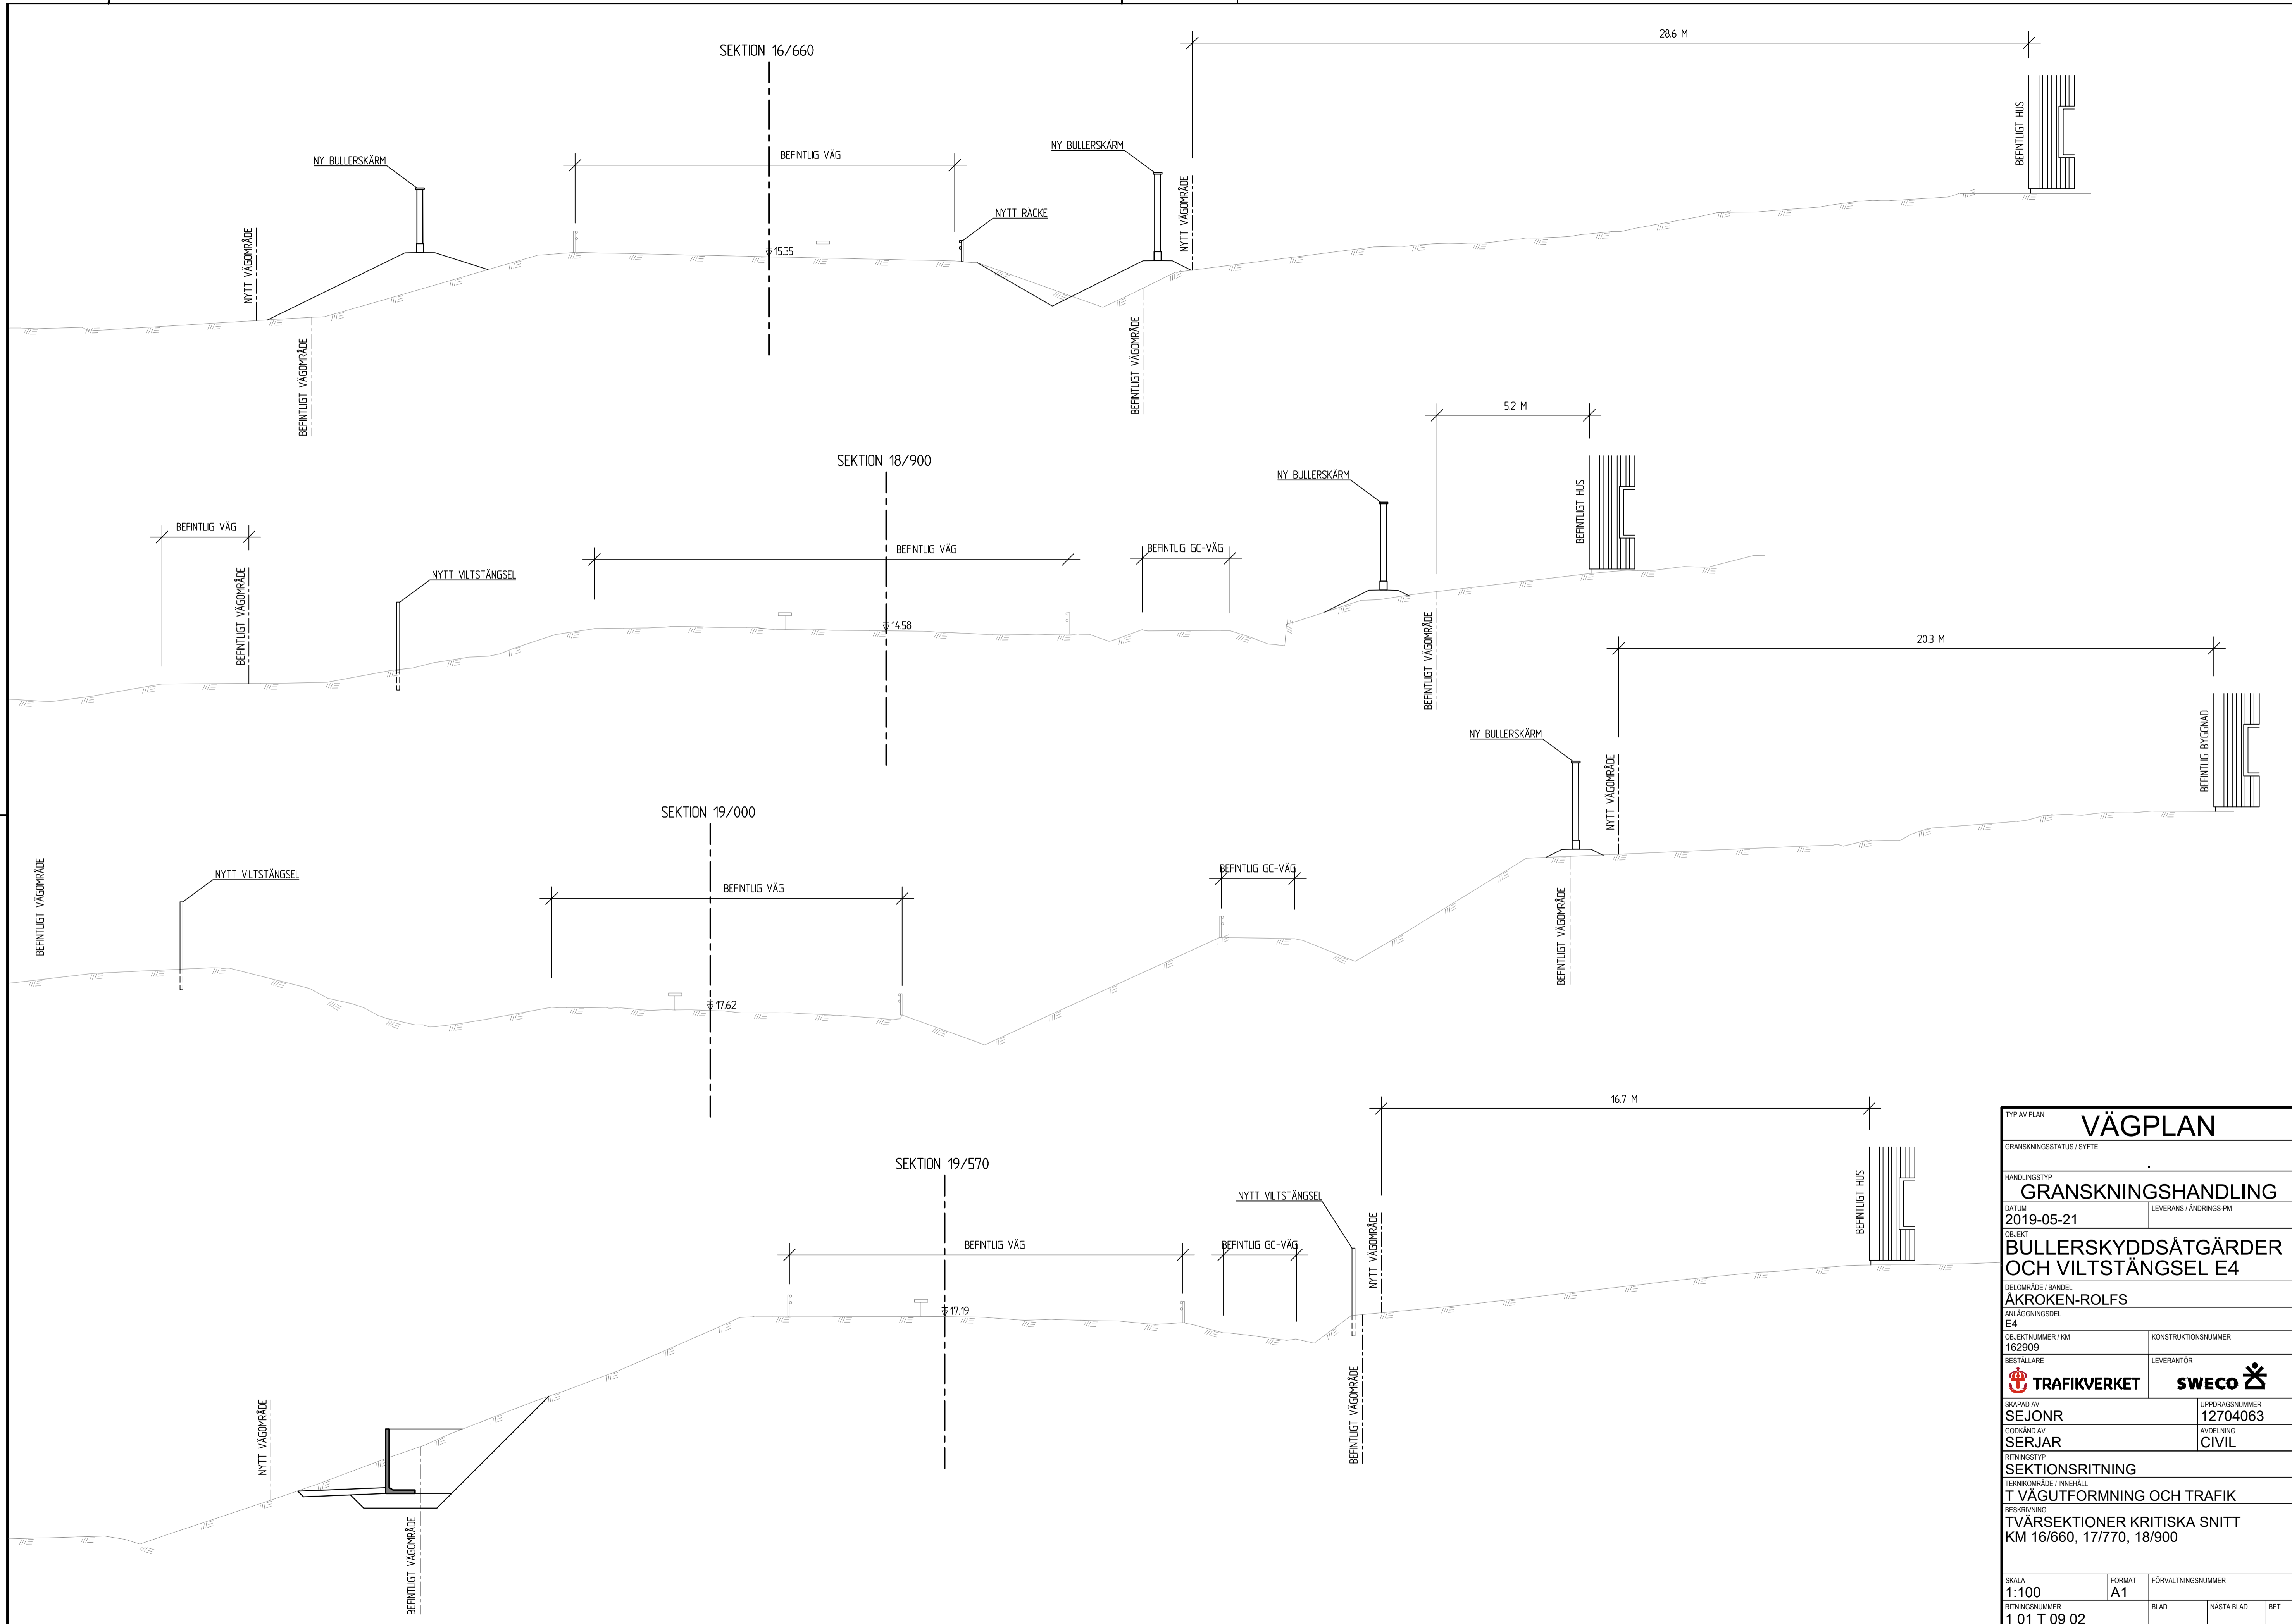 SEKTION 16/660
28.6 M
NY BULLERSKÄRM
BEFINTLIG VÄG
NY BULLERSKÄRM
NYTT RÄCKE
BEFINTLIGT HUS
NYTT VÄGOMRÅDE
NYTT VÄGOMRÅDE
15.35
BEFINTLIGT VÄGOMRÅDE
BEFINTLIGT VÄGOMRÅDE
SEKTION 18/900
5.2 M
NY BULLERSKÄRM
BEFINTLIGT HUS
BEFINTLIG VÄG
BEFINTLIG VÄG
BEFINTLIG GC-VÄG
BEFINTLIGT VÄGOMRÅDE
NYTT VILTSTÄNGSEL
14.58
BEFINTLIGT VÄGOMRÅDE
SEKTION 19/000
20.3 M
NY BULLERSKÄRM
NYTT VÄGOMRÅDE
BEFINTLIG BYGGNAD
BEFINTLIGT VÄGOMRÅDE
NYTT VILTSTÄNGSEL
BEFINTLIG VÄG
BEFINTLIG GC-VÄG
BEFINTLIGT VÄGOMRÅDE
17.62
SEKTION 19/570
16.7 M
NYTT VILTSTÄNGSEL
BEFINTLIGT HUS
BEFINTLIG VÄG
BEFINTLIG GC-VÄG
NYTT VÄGOMRÅDE
17.19
BEFINTLIGT VÄGOMRÅDE
NYTT VÄGOMRÅDE
BEFINTLIGT VÄGOMRÅDE
TYP AV PLAN
VÄGPLAN
GRANSKNINGSSTATUS / SYFTE
.
HANDLINGSTYP
GRANSKNINGSHANDLING
DATUM
2019-05-21
LEVERANS / ÄNDRINGS-PM
OBJEKT
BULLERSKYDDSÅTGÄRDER
OCH VILTSTÄNGSEL E4
DELOMRÅDE / BANDEL
ÅKROKEN-ROLFS
ANLÄGGNINGSDEL
E4
OBJEKTNUMMER / KM
162909
KONSTRUKTIONSNUMMER
BESTÄLLARE
TRAFIKVERKET
LEVERANTÖR
SWECO
SKAPAD AV
SEJONR
UPPDRAGSNUMMER
12704063
GODKÄND AV
SERJAR
AVDELNING
CIVIL
RITNINGSTYP
SEKTIONSRITNING
TEKNIKOMRÅDE / INNEHÅLL
T VÄGUTFORMNING OCH TRAFIK
BESKRIVNING
TVÄRSEKTIONER KRITISKA SNITT
KM 16/660, 17/770, 18/900
SKALA
1:100
FORMAT
A1
FÖRVALTNINGSNUMMER
RITNINGSNUMMER
1 01 T 09 02
BLAD
NÄSTA BLAD
BET